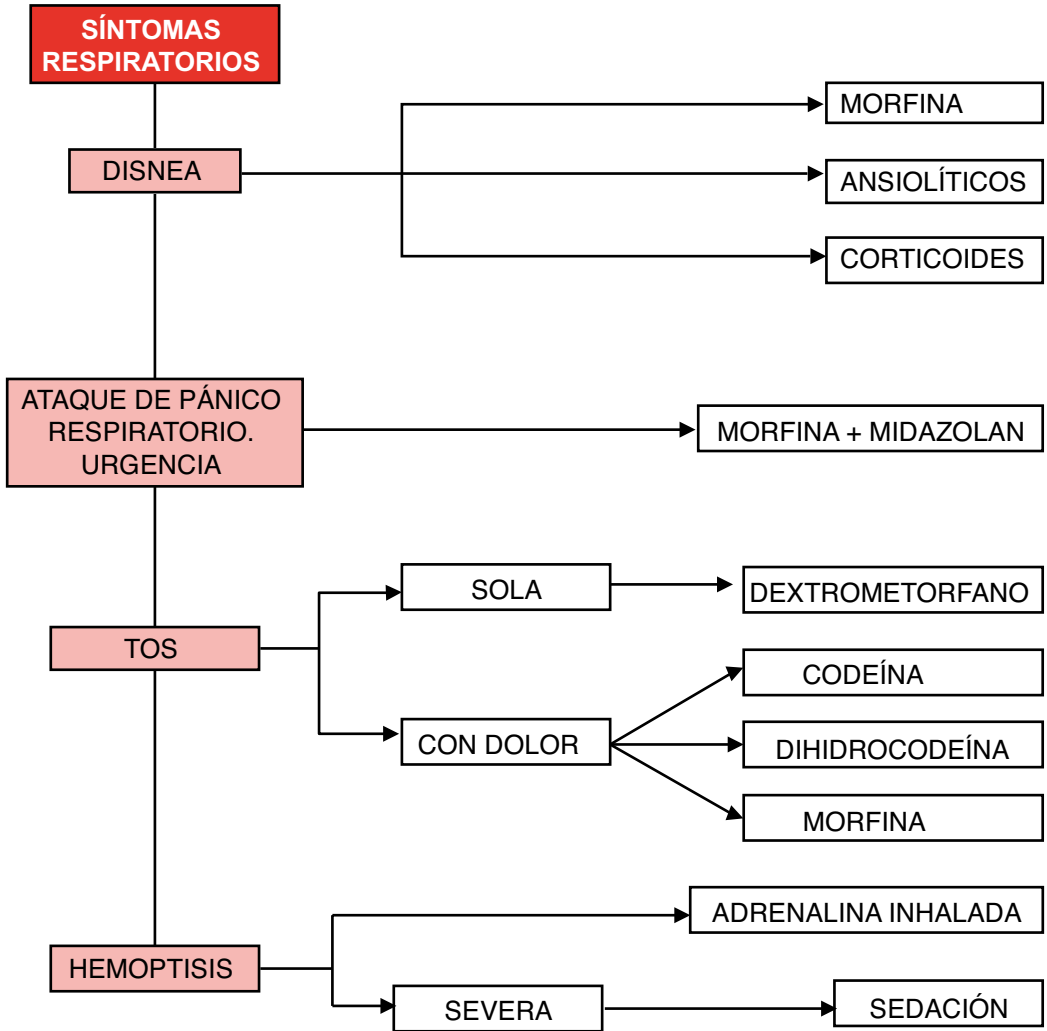 SÍNTOMAS
RESPIRATORIOS
MORFINA
DISNEA
ANSIOLÍTICOS
CORTICOIDES
ATAQUE DE PÁNICO
RESPIRATORIO.
URGENCIA
MORFINA + MIDAZOLAN
SOLA
DEXTROMETORFANO
TOS
CODEÍNA
CON DOLOR
DIHIDROCODEÍNA
MORFINA
ADRENALINA INHALADA
HEMOPTISIS
SEVERA
SEDACIÓN